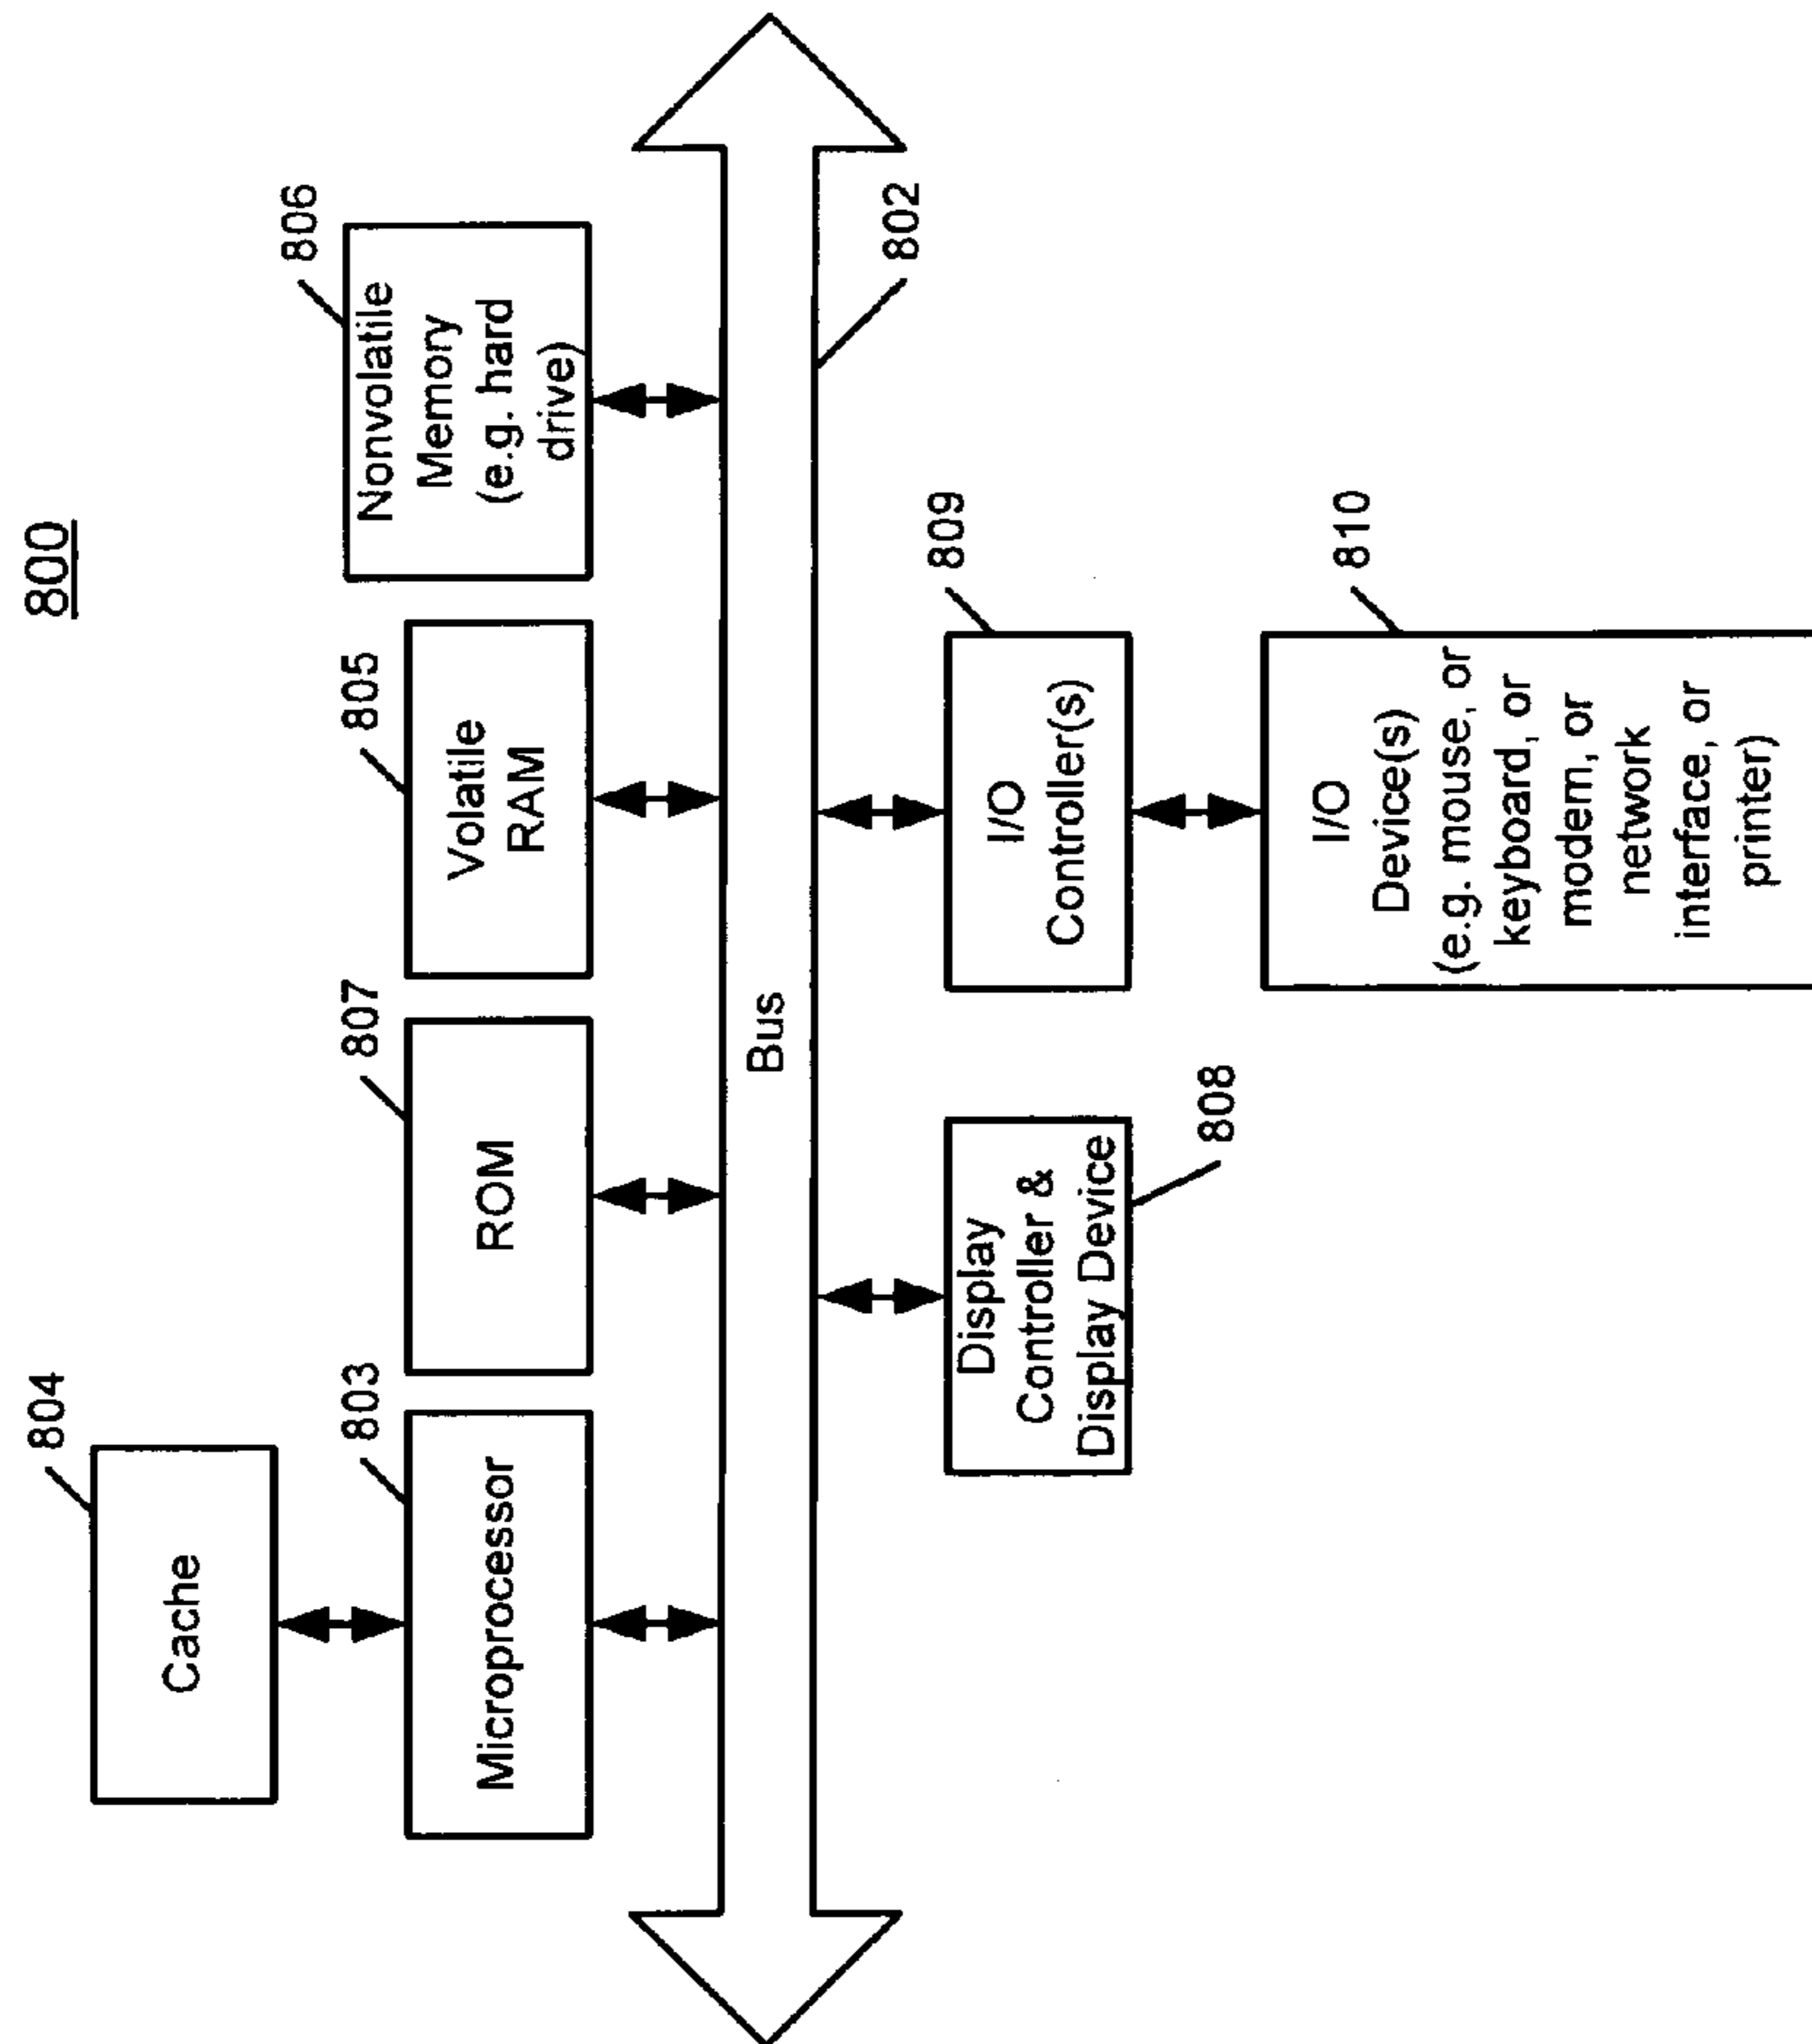 800
804
Cache
803
Microprocessor
807
ROM
805
Volatile
RAM
806
Nonvolatile
Memory
(e.g. hard
drive)
Bus
802
808
Display
Controller &
Display Device
809
I/O
Controller(s)
810
I/O
Device(s)
(e.g. mouse, or
keyboard, or
modem, or
network
interface, or
printer)